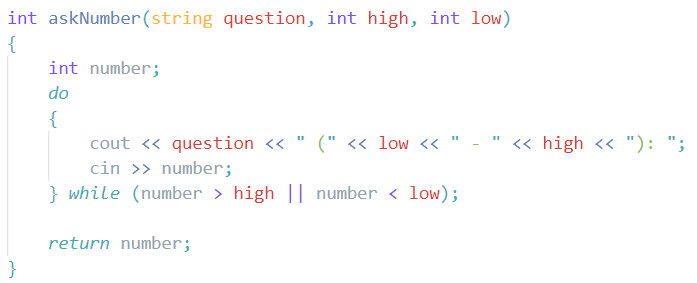 int askNumber(string question, int high, int low)
{
    int number;
    do
    {
        cout << question << " (" << low << " - " << high << "): ";
        cin >> number;
    } while (number > high || number < low);

    return number;
}